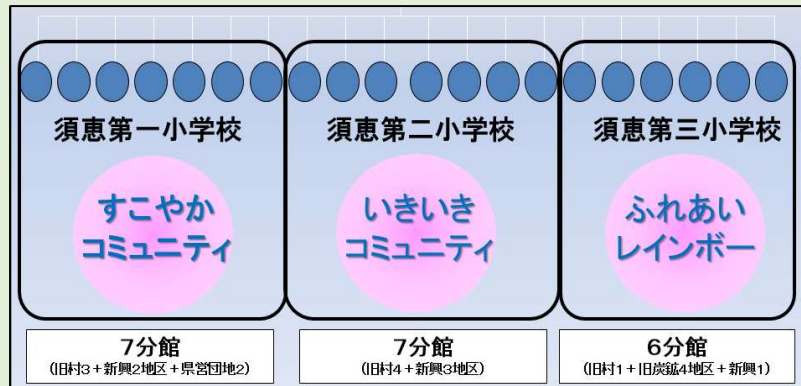 須恵第一小学校
すこやか
コミュニティ
7分館
(旧村3+新興2地区+県営団地2)
須恵第二小学校
いきいき
コミュニティ
7分館
(旧村4+新興3地区)
須恵第三小学校
ふれあい
レインボー
6分館
(旧村1+旧炭鉱4地区+新興1)